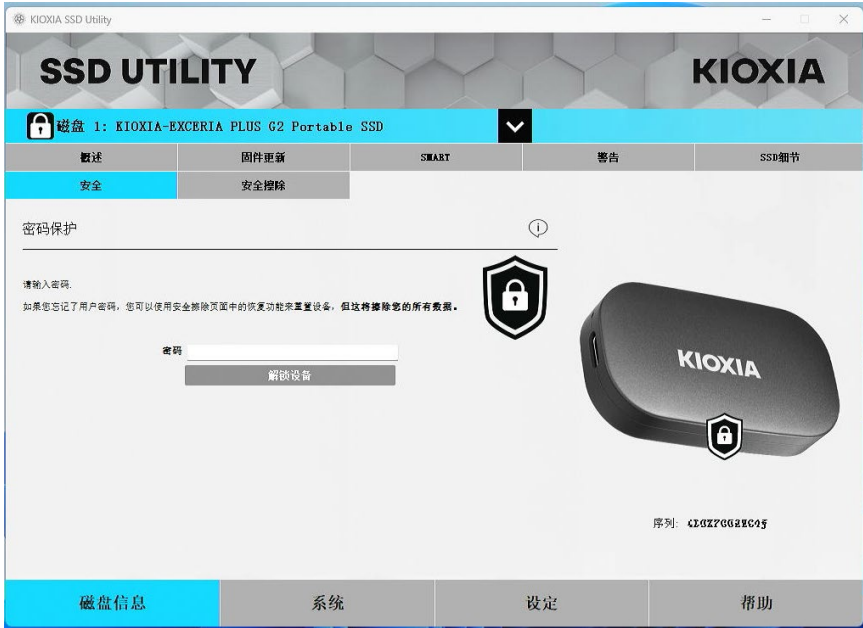 KIOXIA SSD Utility
SSD UTILITY
KIOXIA
磁盘 1: KIOXIA-EXCERIA PLUS G2 Portable SSD
概述
固件更新
SMART
警告
SSD细节
安全
安全擦除
密码保护
请输入密码.
如果您忘记了用户密码，您可以使用安全擦除页面中的恢复功能来重置设备，但这将擦除您的所有数据。
密码
解锁设备
KIOXIA
序列:
磁盘信息
系统
设定
帮助